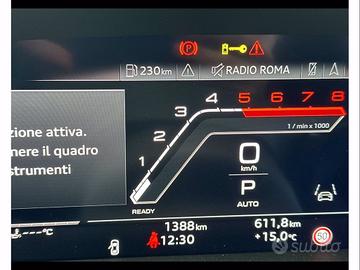 (P)
230km RADIO ROMA
zione attiva.
nere il quadro
strumenti
1 2 3 4 5 6 7 8
1 / min x 1000
0
km/h
P
READY AUTO
---°C 1388km 611,8km
12:30 +15,0°C
50
subito